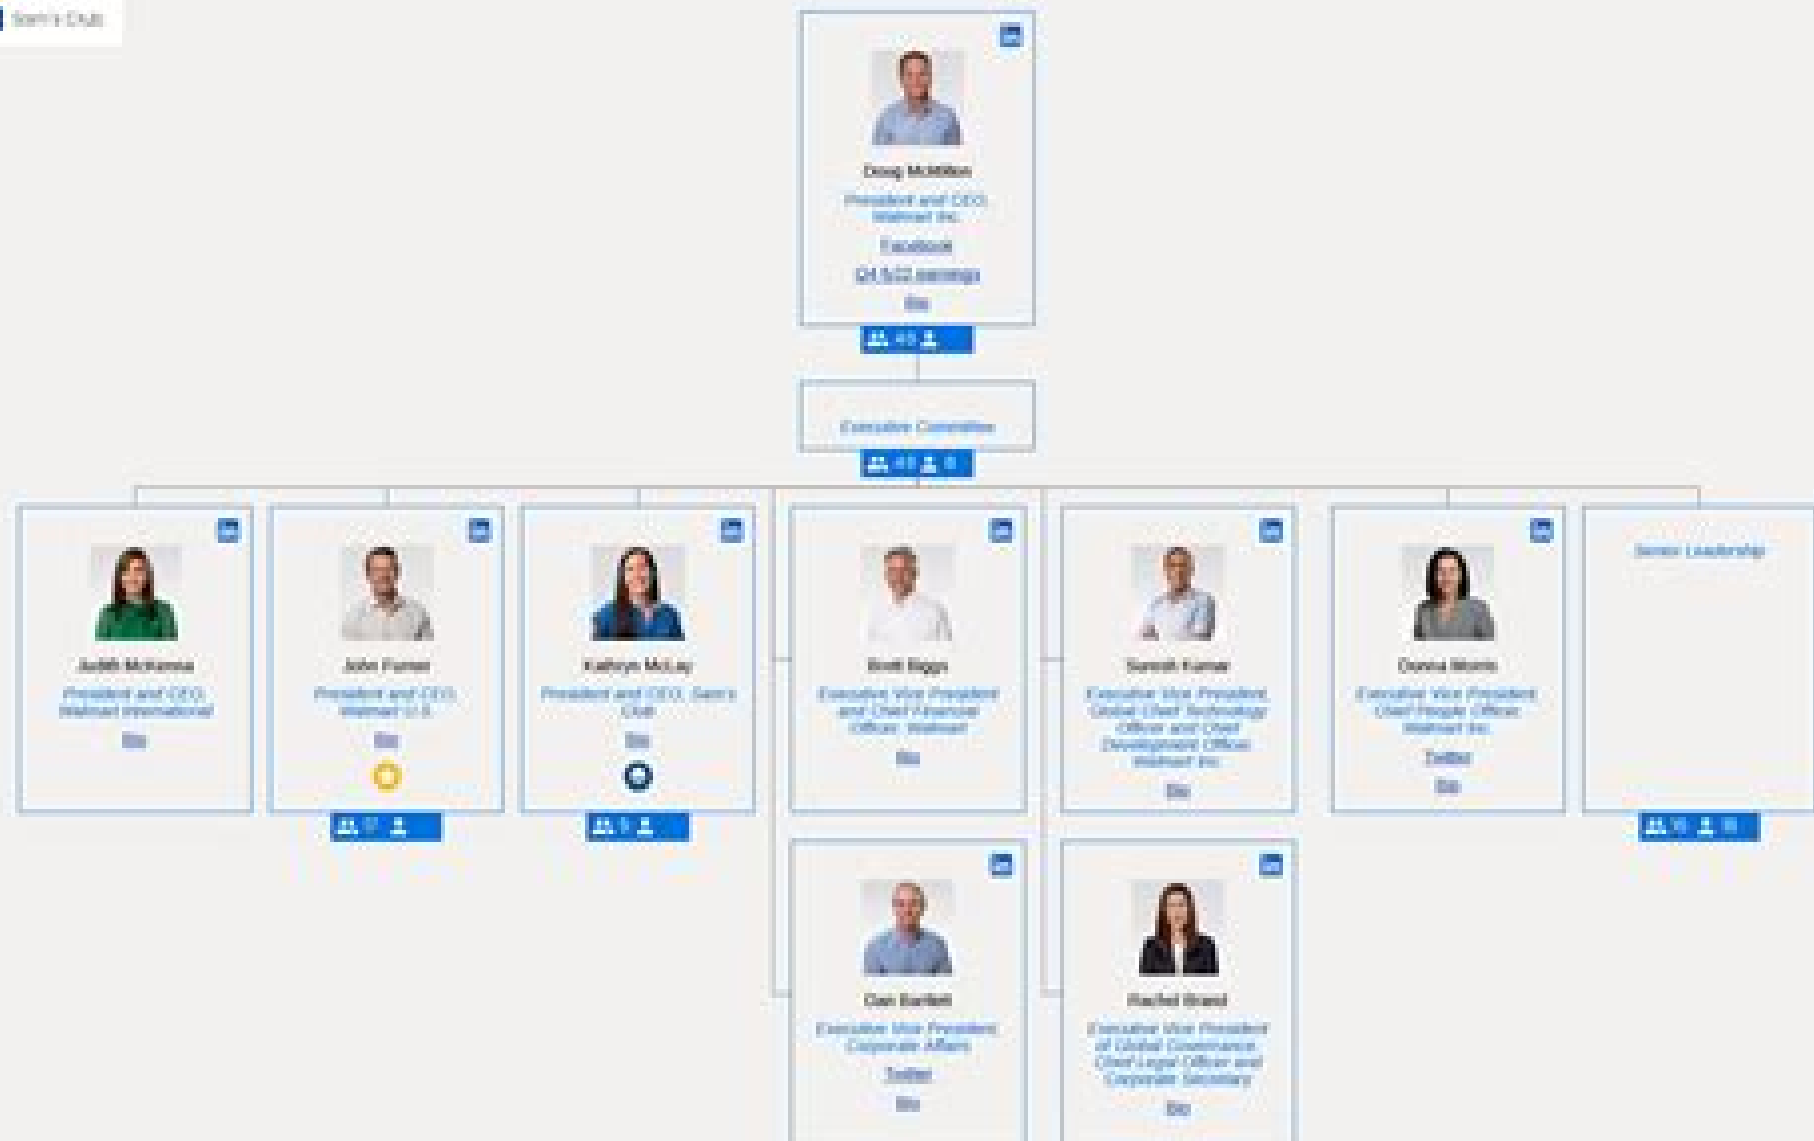 Sam's Club
Doug McMillon
President and CEO,
Walmart Inc.
Facebook
Q4 fy22 earnings
Bio
49
Executive Committee
49 8
Judith McKenna
President and CEO,
Walmart International
Bio
John Furner
President and CEO,
Walmart U.S.
Bio
17
Kathryn McLay
President and CEO, Sam's
Club
Bio
9
Brett Biggs
Executive Vice President
and Chief Financial
Officer, Walmart
Bio
Suresh Kumar
Executive Vice President,
Global Chief Technology
Officer and Chief
Development Officer,
Walmart Inc.
Bio
Donna Morris
Executive Vice President,
Chief People Officer,
Walmart Inc.
Twitter
Bio
Senior Leadership
Dan Bartlett
Executive Vice President,
Corporate Affairs
Twitter
Bio
Rachel Brand
Executive Vice President
of Global Governance,
Chief Legal Officer and
Corporate Secretary
Bio